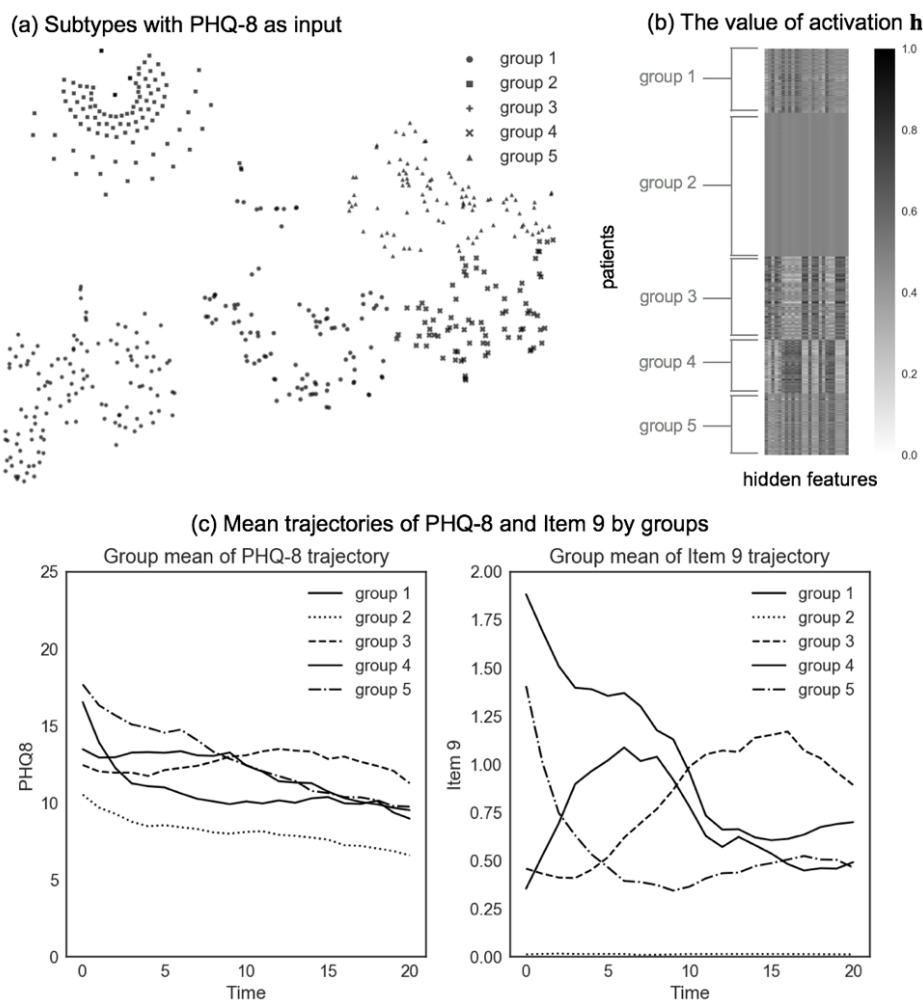 (a) Subtypes with PHQ-8 as input
group 1
group 2
group 3
group 4
group 5
(b) The value of activation h
group 1
group 2
group 3
group 4
group 5
patients
1.0
0.8
0.6
0.4
0.2
0.0
hidden features
(c) Mean trajectories of PHQ-8 and Item 9 by groups
Group mean of PHQ-8 trajectory
25
20
15
10
5
0
PHQ8
group 1
group 2
group 3
group 4
group 5
0
5
10
15
20
Time
Group mean of Item 9 trajectory
2.00
1.75
1.50
1.25
1.00
0.75
0.50
0.25
0.00
Item 9
group 1
group 2
group 3
group 4
group 5
0
5
10
15
20
Time